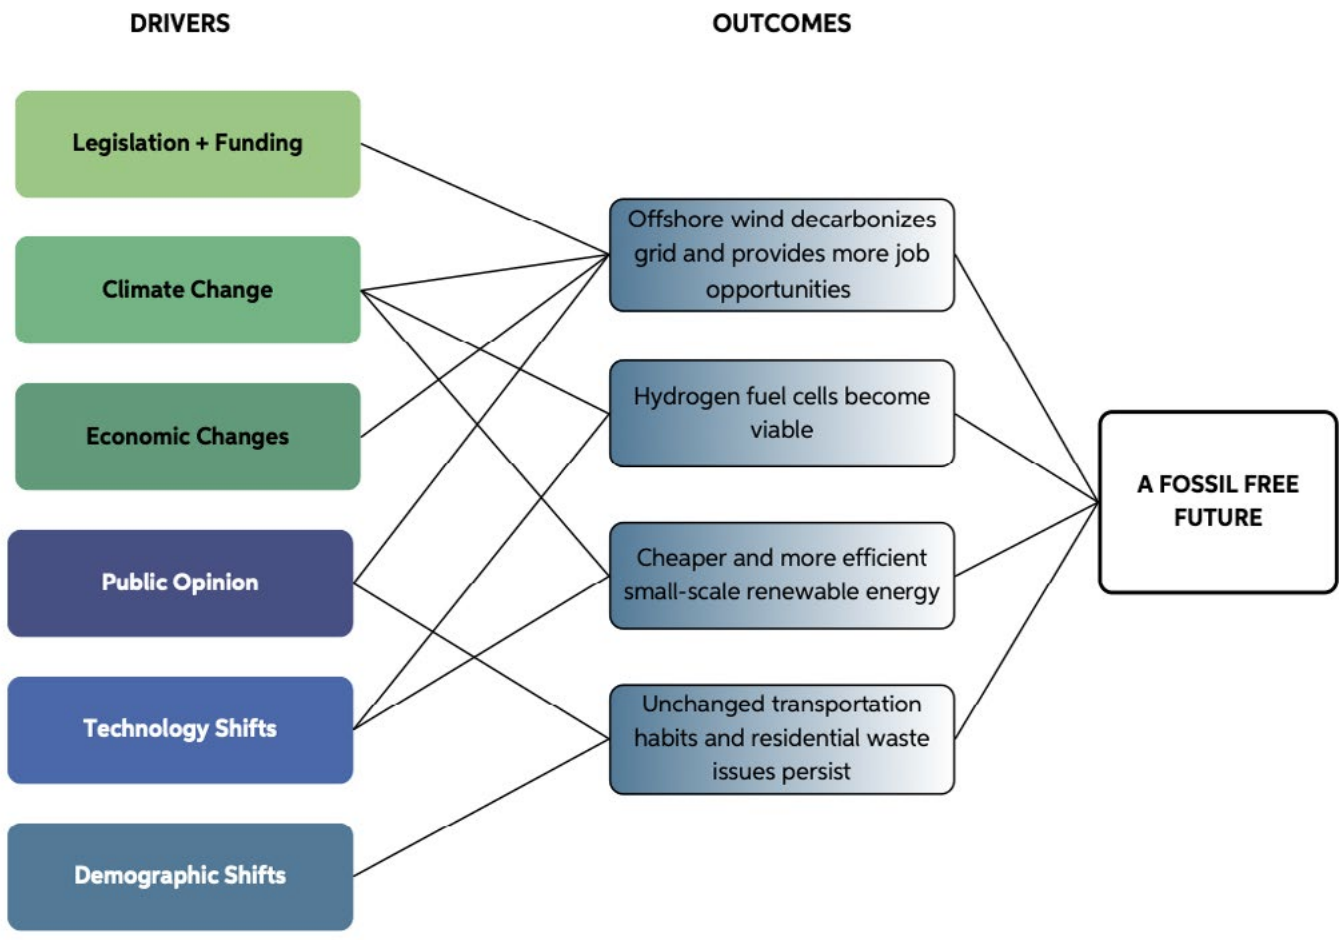 DRIVERS
OUTCOMES
Legislation + Funding
Climate Change
Economic Changes
Public Opinion
Technology Shifts
Demographic Shifts
Offshore wind decarbonizes
grid and provides more job
opportunities
Hydrogen fuel cells become
viable
Cheaper and more efficient
small-scale renewable energy
Unchanged transportation
habits and residential waste
issues persist
A FOSSIL FREE
FUTURE